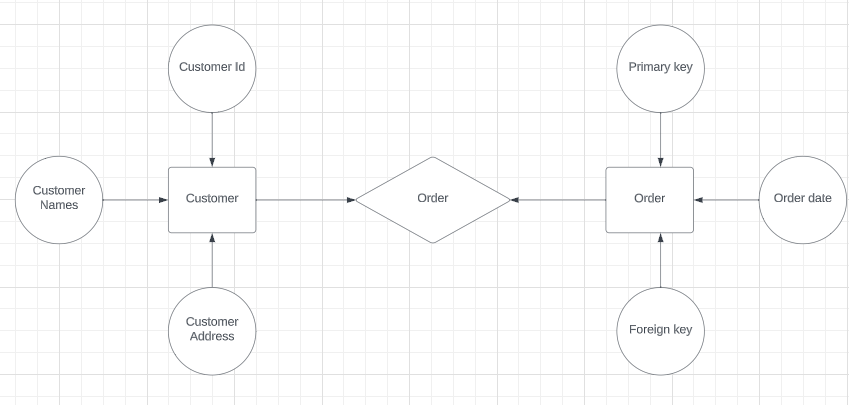 Customer Id
Primary key
Customer
Names
Customer
Order
Order
Order date
Customer
Address
Foreign key